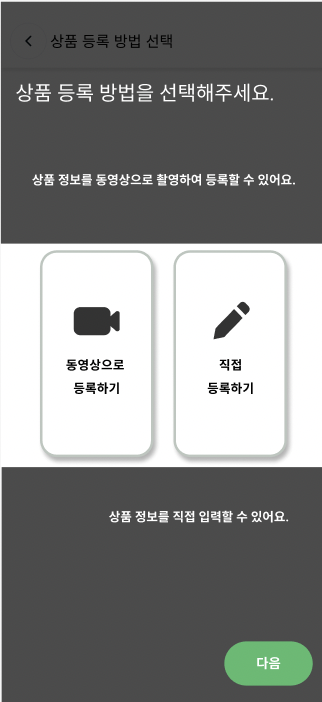 상품 등록 방법 선택
상품 등록 방법을 선택해주세요.
상품 정보를 동영상으로 촬영하여 등록할 수 있어요.
동영상으로
등록하기
직접
등록하기
상품 정보를 직접 입력할 수 있어요.
다음